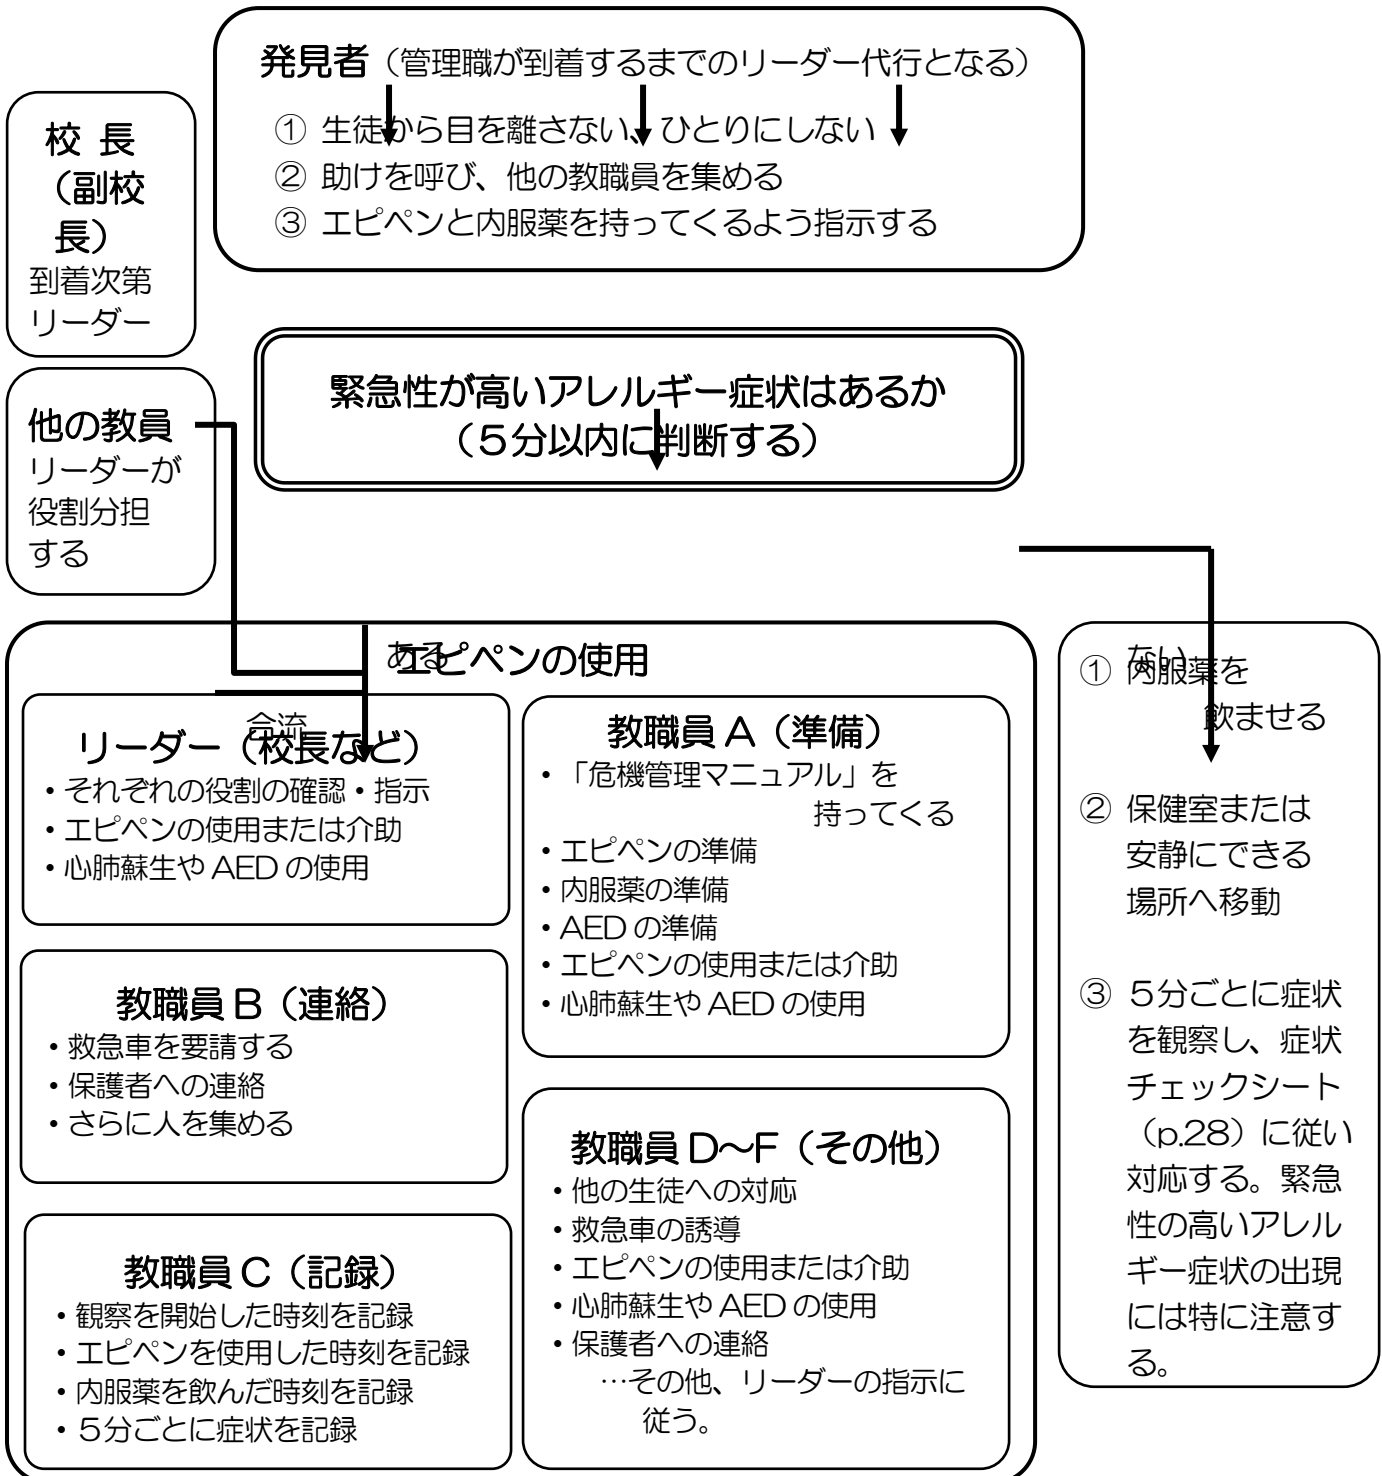 発見者（管理職が到着するまでのリーダー代行となる）
① 生徒から目を離さない、ひとりにしない
② 助けを呼び、他の教職員を集める
③ エピペンと内服薬を持ってくるよう指示する
校 長
（副校
長）
到着次第
リーダー
緊急性が高いアレルギー症状はあるか
（５分以内に判断する）
他の教員
リーダーが
役割分担
する
ある
エピペンの使用
合流
リーダー（校長など）
・それぞれの役割の確認・指示
・エピペンの使用または介助
・心肺蘇生や AED の使用
教職員 A（準備）
・「危機管理マニュアル」を
持ってくる
・エピペンの準備
・内服薬の準備
・AED の準備
・エピペンの使用または介助
・心肺蘇生や AED の使用
教職員 B（連絡）
・救急車を要請する
・保護者への連絡
・さらに人を集める
教職員 D～F（その他）
・他の生徒への対応
・救急車の誘導
・エピペンの使用または介助
・心肺蘇生や AED の使用
・保護者への連絡
…その他、リーダーの指示に
従う。
教職員 C（記録）
・観察を開始した時刻を記録
・エピペンを使用した時刻を記録
・内服薬を飲んだ時刻を記録
・５分ごとに症状を記録
ない
① 内服薬を
飲ませる
② 保健室または
安静にできる
場所へ移動
③ ５分ごとに症状
を観察し、症状
チェックシート
（p.28）に従い
対応する。緊急
性の高いアレル
ギー症状の出現
には特に注意す
る。